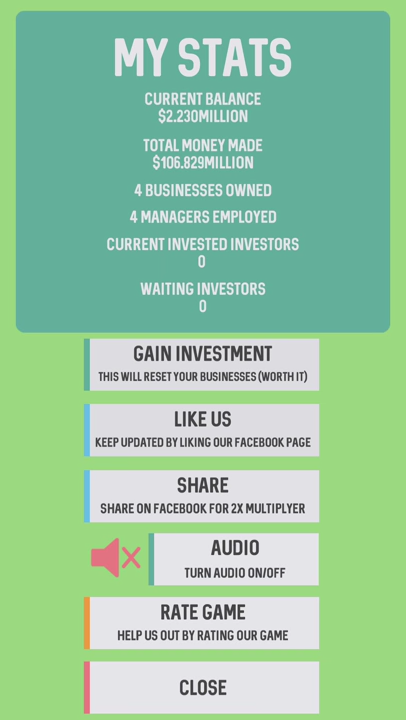 MY STATS
CURRENT BALANCE
$2.230MILLION
TOTAL MONEY MADE
$106.829MILLION
4 BUSINESSES OWNED
4 MANAGERS EMPLOYED
CURRENT INVESTED INVESTORS
0
WAITING INVESTORS
0
GAIN INVESTMENT
THIS WILL RESET YOUR BUSINESSES (WORTH IT)
LIKE US
KEEP UPDATED BY LIKING OUR FACEBOOK PAGE
SHARE
SHARE ON FACEBOOK FOR 2X MULTIPLYER
AUDIO
TURN AUDIO ON/OFF
RATE GAME
HELP US OUT BY RATING OUR GAME
CLOSE